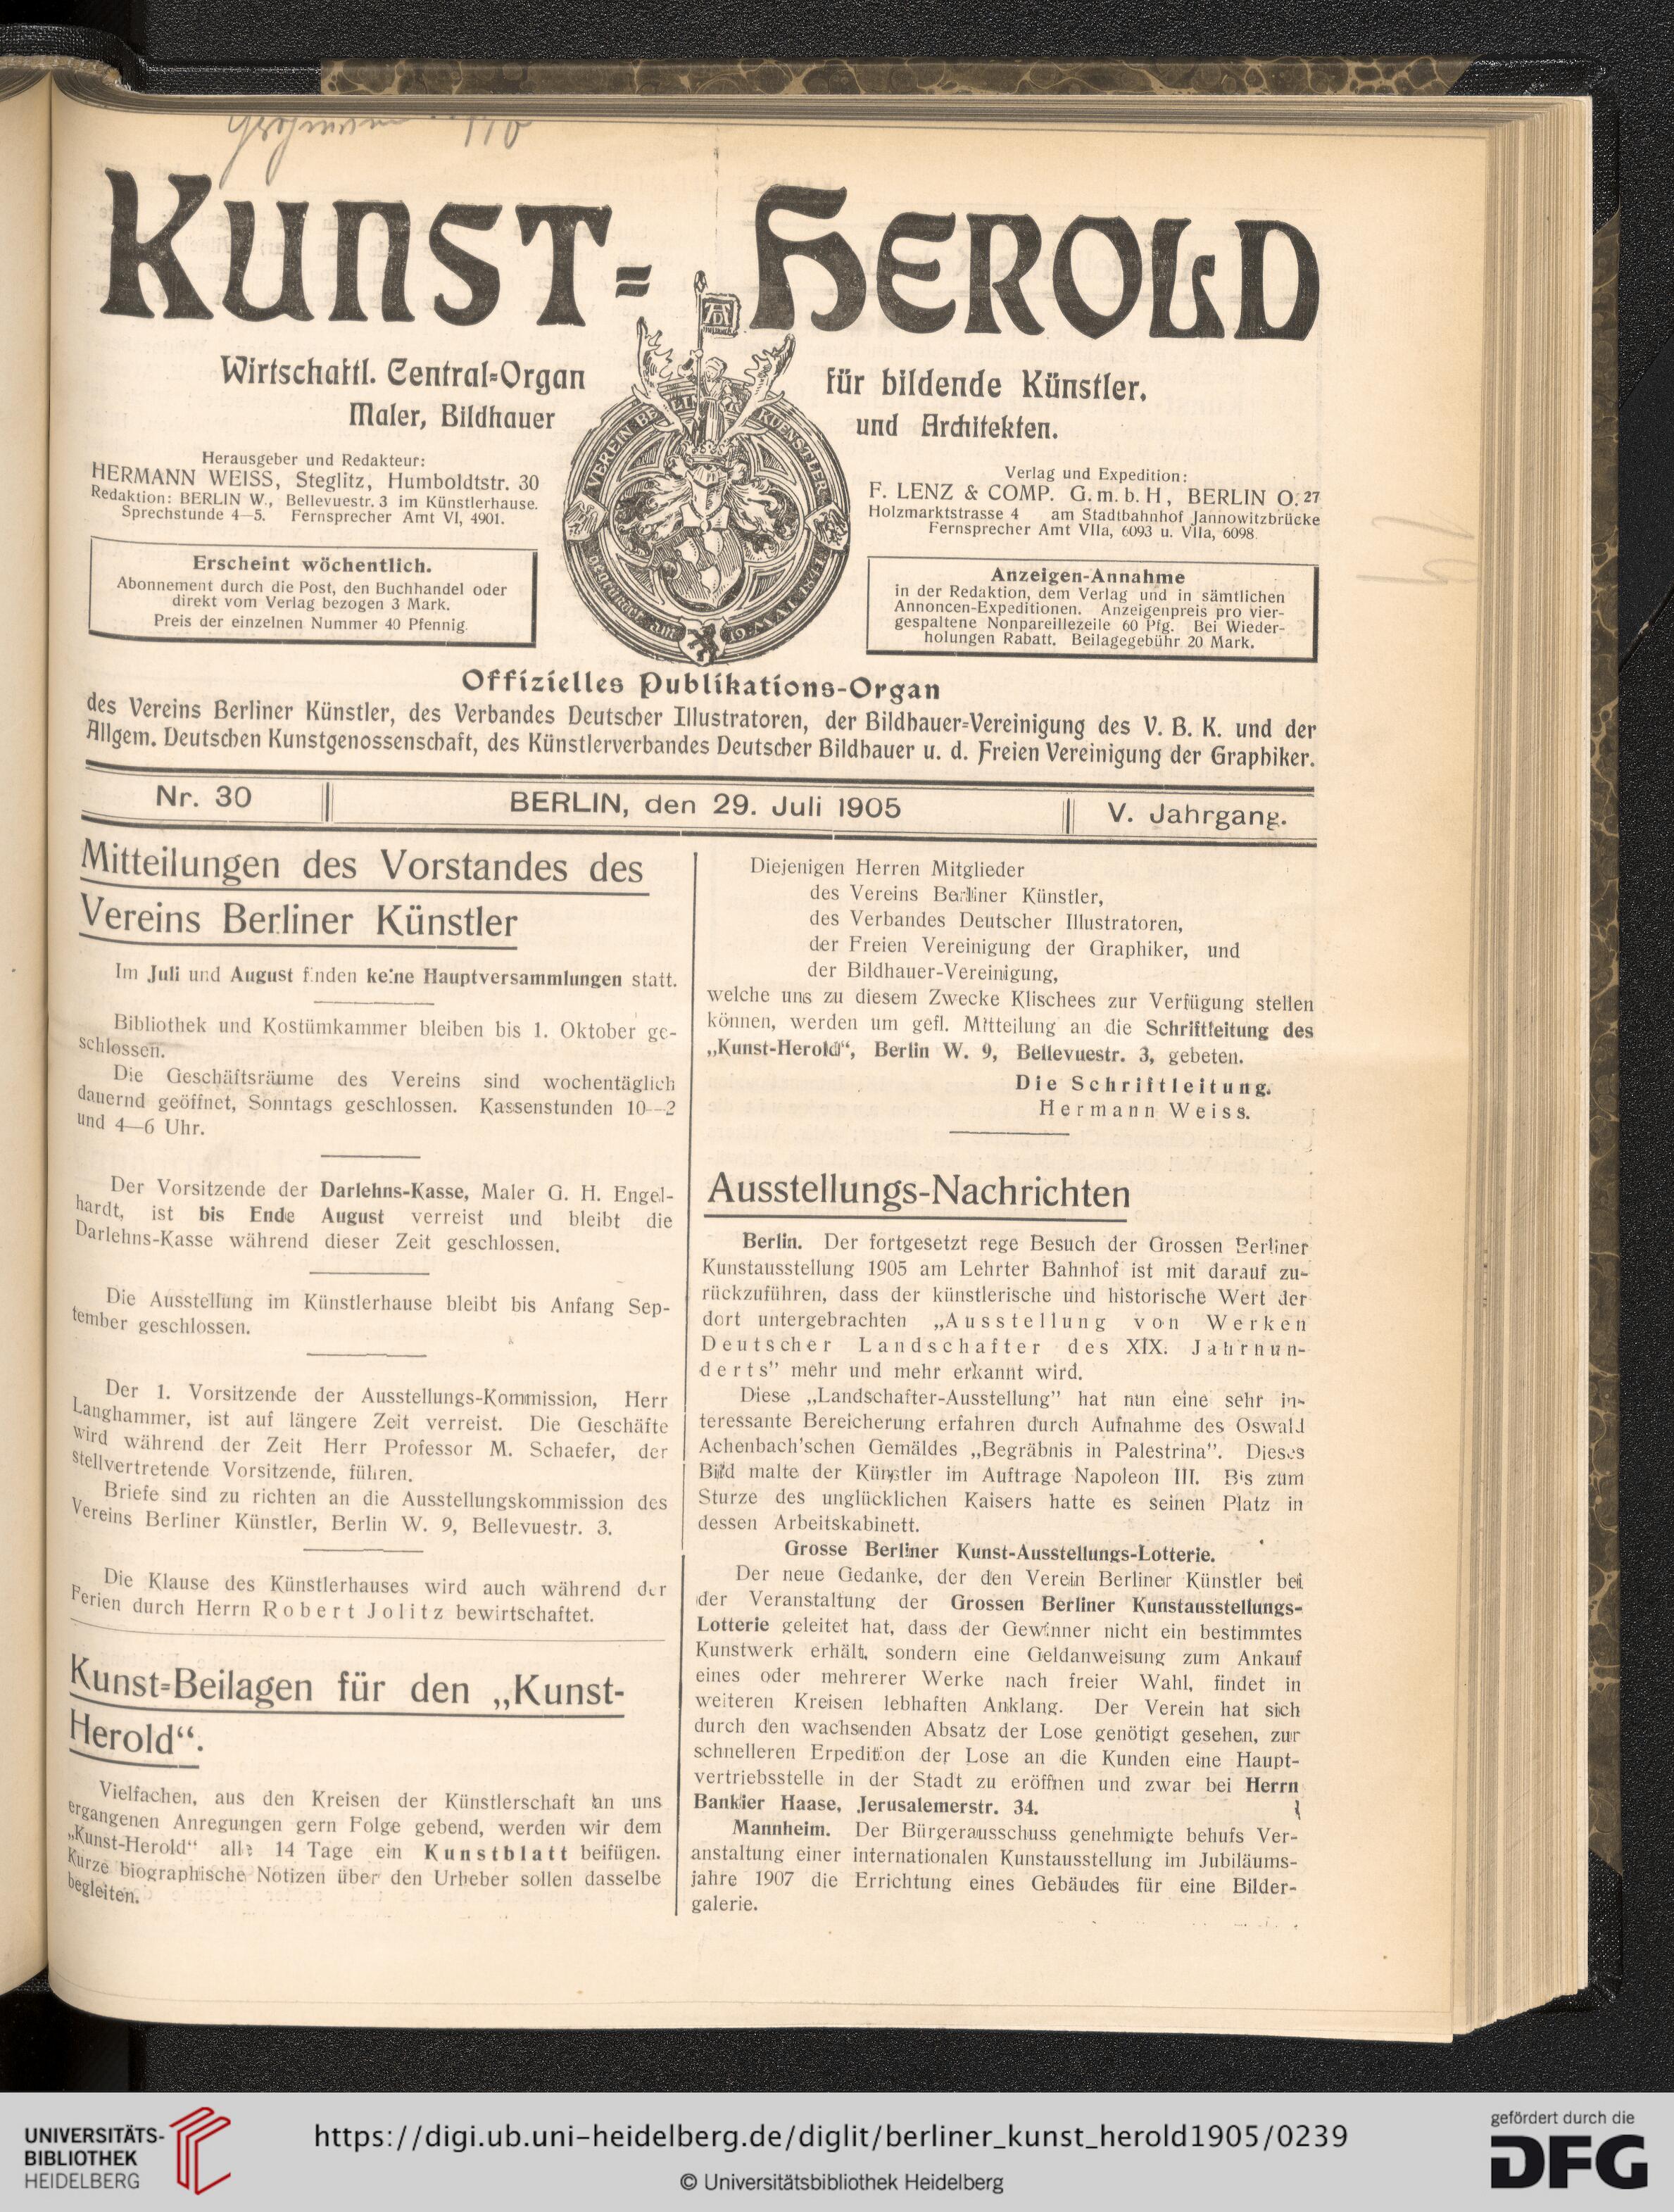 KUNST=HEROLD
Wirtschaftl. Central=Organ für bildende Künstler,
Maler, Bildhauer und Architekten.
Herausgeber und Redakteur:
HERMANN WEISS, Steglitz, Humboldtstr. 30
Redaktion: BERLIN W., Bellevuestr. 3 im Künstlerhause.
Sprechstunde 4—5. Fernsprecher Amt VI, 4901.
Erscheint wöchentlich.
Abonnement durch die Post, den Buchhandel oder
direkt vom Verlag bezogen 3 Mark.
Preis der einzelnen Nummer 40 Pfennig.
VEREIN BERLINER KUENSTLER
GEGRÜNDET AM 19. MAI 1841
Verlag und Expedition:
F. LENZ & COMP. G. m. b. H, BERLIN O. 27
Holzmarktstrasse 4 am Stadtbahnhof Jannowitzbrücke
Fernsprecher Amt VIIa, 6093 u. VIIa, 6098.
Anzeigen-Annahme
in der Redaktion, dem Verlag und in sämtlichen
Annoncen-Expeditionen. Anzeigenpreis pro vier-
gespaltene Nonpareillezeile 60 Pfg. Bei Wieder-
holungen Rabatt. Beilagegebühr 20 Mark.
Offizielles Publikations-Organ
des Vereins Berliner Künstler, des Verbandes Deutscher Illustratoren, der Bildhauer=Vereinigung des V. B. K. und der
Allgem. Deutschen Kunstgenossenschaft, des Künstlerverbandes Deutscher Bildhauer u. d. Freien Vereinigung der Graphiker.
Nr. 30 BERLIN, den 29. Juli 1905 V. Jahrgang.
Mitteilungen des Vorstandes des
Vereins Berliner Künstler
Im Juli und August finden keine Hauptversammlungen statt.
Bibliothek und Kostümkammer bleiben bis 1. Oktober ge-
schlossen.
Die Geschäftsräume des Vereins sind wochentäglich
dauernd geöffnet, Sonntags geschlossen. Kassenstunden 10—2
und 4—6 Uhr.
Der Vorsitzende der Darlehns-Kasse, Maler G. H. Engel-
hardt, ist bis Ende August verreist und bleibt die
Darlehns-Kasse während dieser Zeit geschlossen.
Die Ausstellung im Künstlerhause bleibt bis Anfang Sep-
tember geschlossen.
Der 1. Vorsitzende der Ausstellungs-Kommission, Herr
Langhammer, ist auf längere Zeit verreist. Die Geschäfte
wird während der Zeit Herr Professor M. Schaefer, der
stellvertretende Vorsitzende, führen.
Briefe sind zu richten an die Ausstellungskommission des
Vereins Berliner Künstler, Berlin W. 9, Bellevuestr. 3.
Die Klause des Künstlerhauses wird auch während der
Ferien durch Herrn Robert Jolitz bewirtschaftet.
Kunst=Beilagen für den „Kunst-
Herold“.
Vielfachen, aus den Kreisen der Künstlerschaft an uns
ergangenen Anregungen gern Folge gebend, werden wir dem
„Kunst-Herold“ alle 14 Tage ein Kunstblatt beifügen.
Kurze biographische Notizen über den Urheber sollen dasselbe
begleiten.
Diejenigen Herren Mitglieder
des Vereins Berliner Künstler,
des Verbandes Deutscher Illustratoren,
der Freien Vereinigung der Graphiker, und
der Bildhauer-Vereinigung,
welche uns zu diesem Zwecke Klischees zur Verfügung stellen
können, werden um gefl. Mitteilung an die Schriftleitung des
„Kunst-Herold“, Berlin W. 9, Bellevuestr. 3, gebeten.
Die Schriftleitung.
Hermann Weiss.
Ausstellungs-Nachrichten
Berlin. Der fortgesetzt rege Besuch der Grossen Berliner
Kunstausstellung 1905 am Lehrter Bahnhof ist mit darauf zu-
rückzuführen, dass der künstlerische und historische Wert der
dort untergebrachten „Ausstellung von Werken
Deutscher Landschafter des XIX. Jahrhun-
derts” mehr und mehr erkannt wird.
Diese „Landschafter-Ausstellung” hat nun eine sehr in-
teressante Bereicherung erfahren durch Aufnahme des Oswald
Achenbach'schen Gemäldes „Begräbnis in Palestrina”. Dieses
Bild malte der Künstler im Auftrage Napoleon III. Bis zum
Sturze des unglücklichen Kaisers hatte es seinen Platz in
dessen Arbeitskabinett.
Grosse Berliner Kunst-Ausstellungs-Lotterie.
Der neue Gedanke, der den Verein Berliner Künstler bei
der Veranstaltung der Grossen Berliner Kunstausstellungs-
Lotterie geleitet hat, dass der Gewinner nicht ein bestimmtes
Kunstwerk erhält, sondern eine Geldanweisung zum Ankauf
eines oder mehrerer Werke nach freier Wahl, findet in
weiteren Kreisen lebhaften Anklang. Der Verein hat sich
durch den wachsenden Absatz der Lose genötigt gesehen, zur
schnelleren Erpedition der Lose an die Kunden eine Haupt-
vertriebsstelle in der Stadt zu eröffnen und zwar bei Herrn
Bankier Haase, Jerusalemerstr. 34.
Mannheim. Der Bürgerausschuss genehmigte behufs Ver-
anstaltung einer internationalen Kunstausstellung im Jubiläums-
jahre 1907 die Errichtung eines Gebäudes für eine Bilder-
galerie.
UNIVERSITÄTS-
BIBLIOTHEK
HEIDELBERG
https://digi.ub.uni-heidelberg.de/diglit/berliner_kunst_herold1905/0239
© Universitätsbibliothek Heidelberg
gefördert durch die
DFG